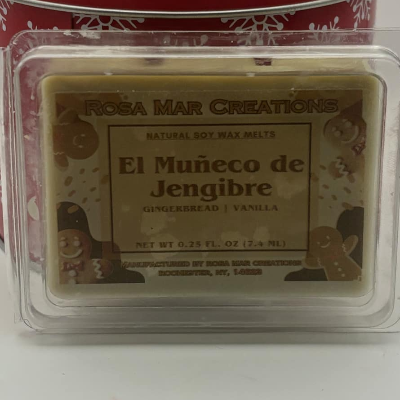 Rosa Mar Creations
Natural Soy Wax Melts
El Muñeco de
Jengibre
Gingerbread | Vanilla
Net Wt 0.25 fl. oz (7.4 mL)
Manufactured by Rosa Mar Creations
Rochester, NY,